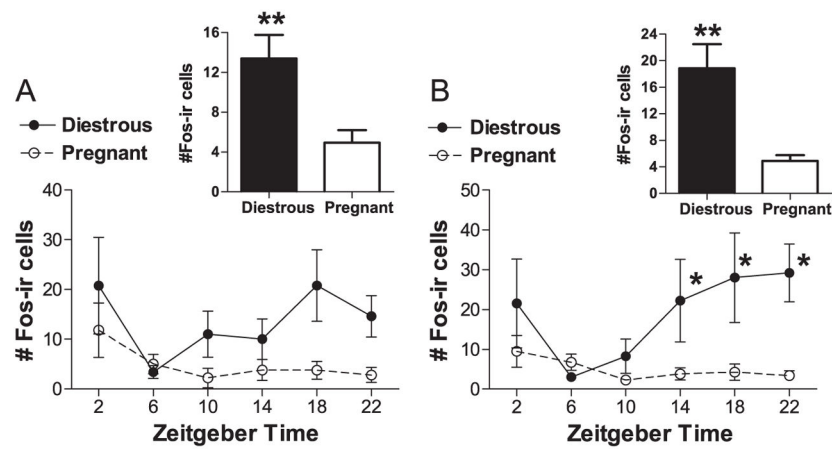 A
Diestrous
Pregnant
**
#Fos-ir cells
16
12
8
4
0
Diestrous Pregnant
# Fos-ir cells
40
30
20
10
0
2 6 10 14 18 22
Zeitgeber Time
B
Diestrous
Pregnant
**
#Fos-ir cells
24
20
16
12
8
4
0
Diestrous Pregnant
# Fos-ir cells
50
40
30
20
10
0
* * *
2 6 10 14 18 22
Zeitgeber Time